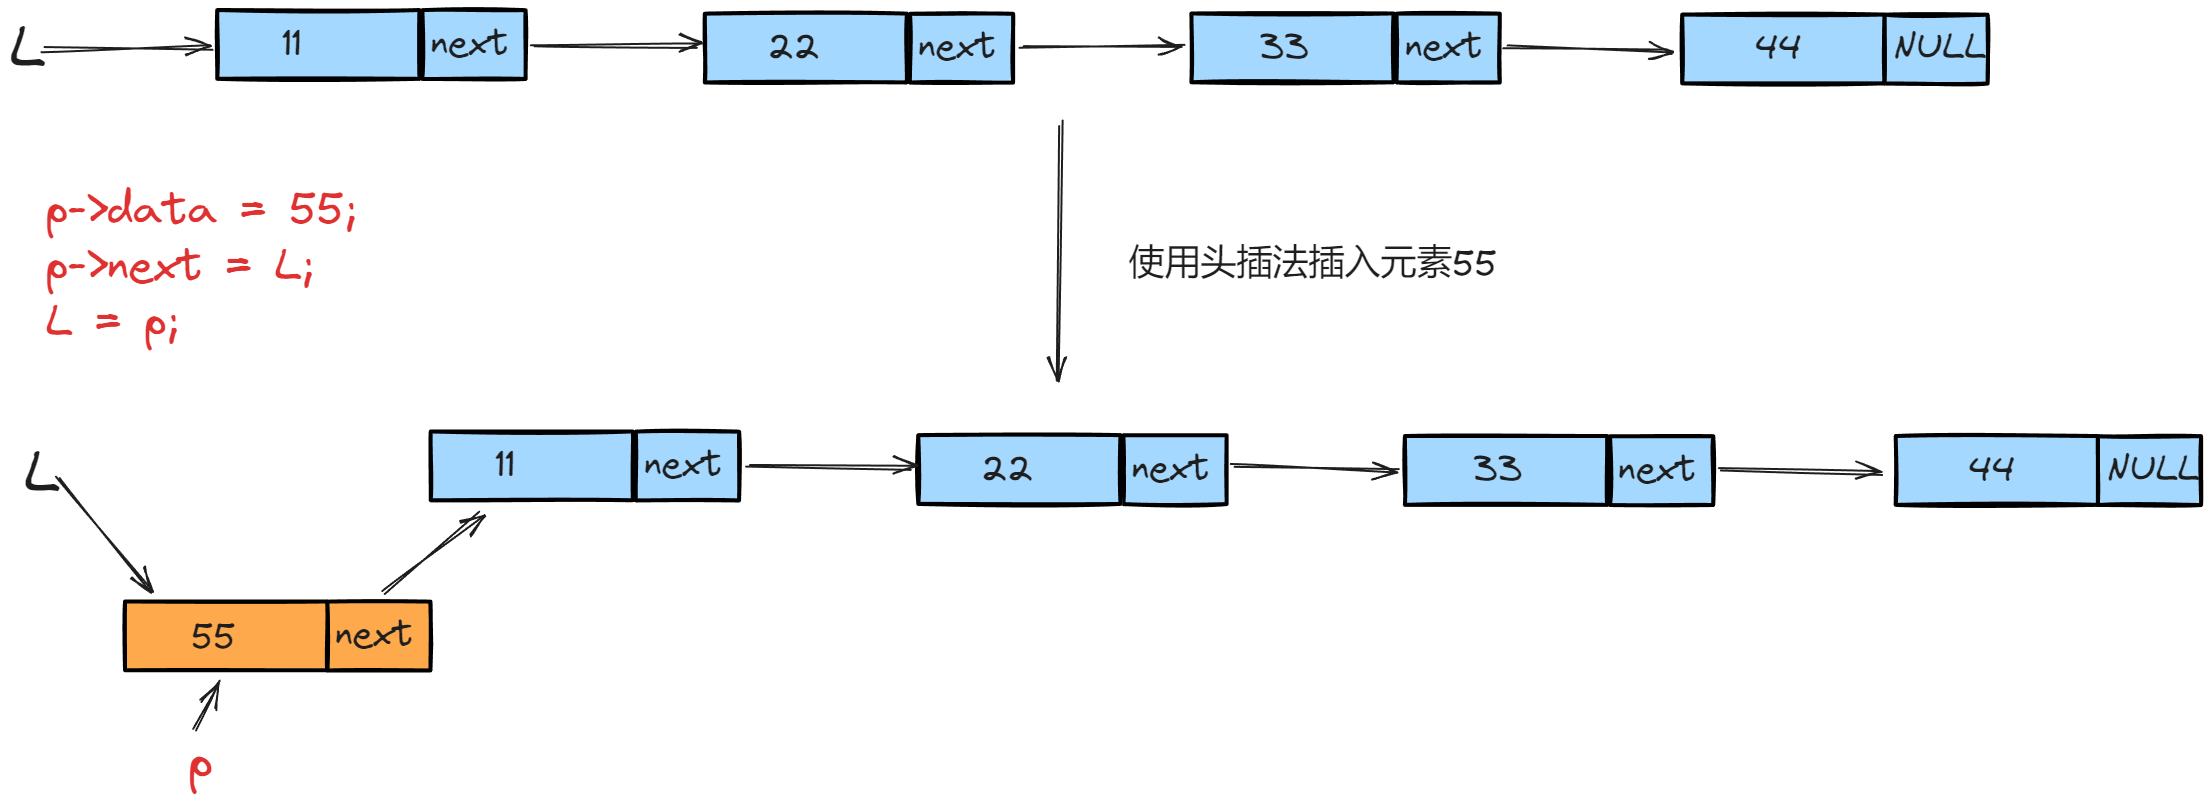 L 11 next 22 next 33 next 44 NULL
p->data = 55;
p->next = L;
L = p;
使用头插法插入元素55
L 11 next 22 next 33 next 44 NULL
55 next
p